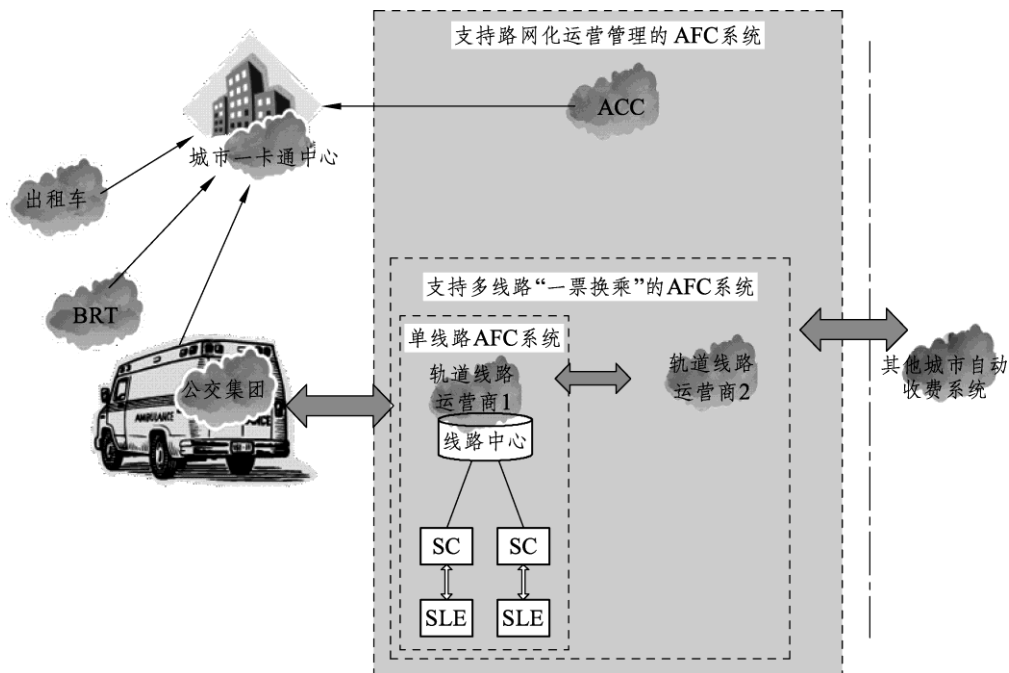 支持路网化运营管理的AFC系统
ACC
城市一卡通中心
出租车
BRT
支持多线路“一票换乘”的AFC系统
单线路AFC系统
轨道线路
运营商1
轨道线路
运营商2
其他城市自动
收费系统
公交集团
AMBULANCE
线路中心
SC
SC
SLE
SLE